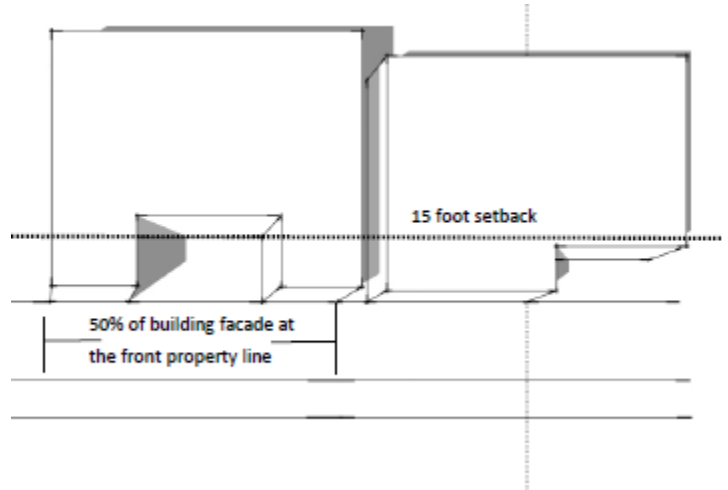 15 foot setback
50% of building facade at
the front property line